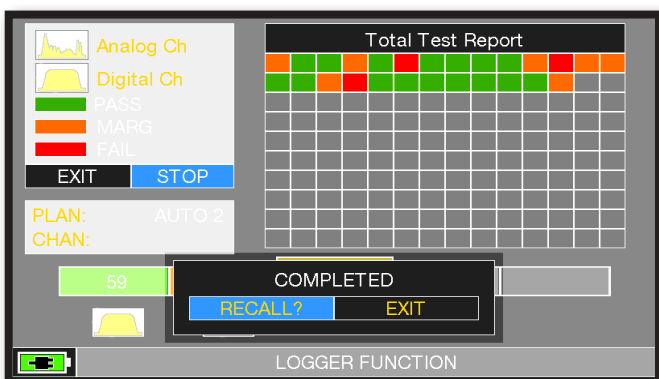 Analog Ch
Digital Ch
PASS
MARG
FAIL
EXIT STOP
Total Test Report
PLAN: AUTO 2
CHAN:
59
COMPLETED
RECALL? EXIT
LOGGER FUNCTION